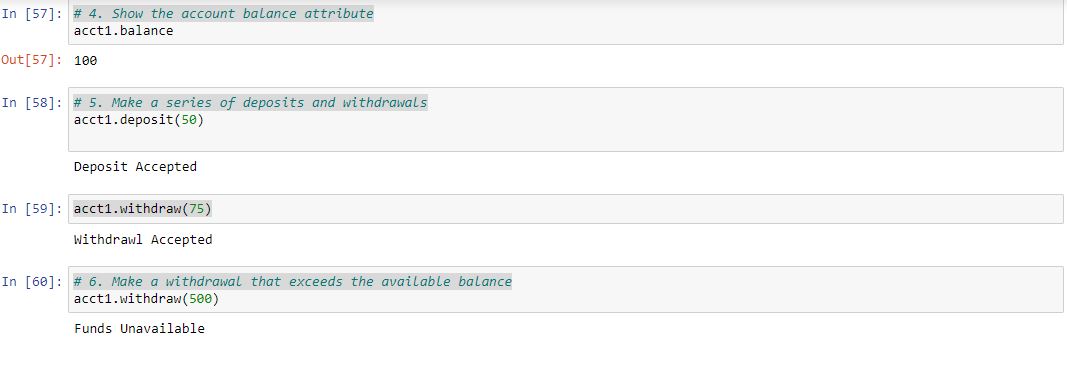 In [57]: # 4. Show the account balance attribute
acct1.balance
Out[57]: 100
In [58]: # 5. Make a series of deposits and withdrawals
acct1.deposit(50)
Deposit Accepted
In [59]: acct1.withdraw(75)
Withdrawl Accepted
In [60]: # 6. Make a withdrawal that exceeds the available balance
acct1.withdraw(500)
Funds Unavailable